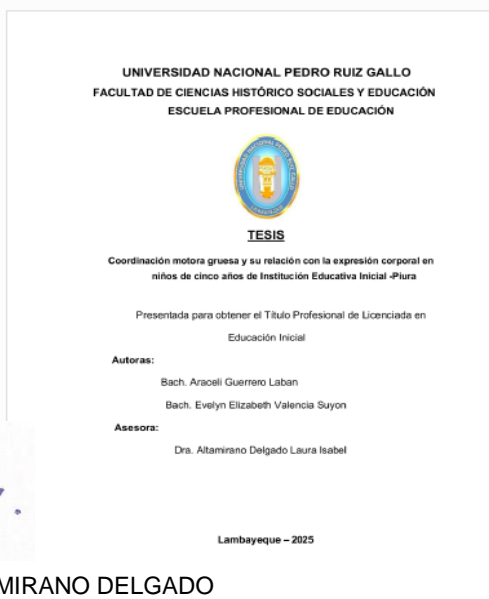 UNIVERSIDAD NACIONAL PEDRO RUIZ GALLO
FACULTAD DE CIENCIAS HISTÓRICO SOCIALES Y EDUCACIÓN
ESCUELA PROFESIONAL DE EDUCACIÓN
TESIS
Coordinación motora gruesa y su relación con la expresión corporal en
niños de cinco años de Institución Educativa Inicial -Piura
Presentada para obtener el Título Profesional de Licenciada en
Educación Inicial
Autoras:
Bach. Araceli Guerrero Laban
Bach. Evelyn Elizabeth Valencia Suyon
Asesora:
Dra. Altamirano Delgado Laura Isabel
Lambayeque – 2025
MIRANO DELGADO